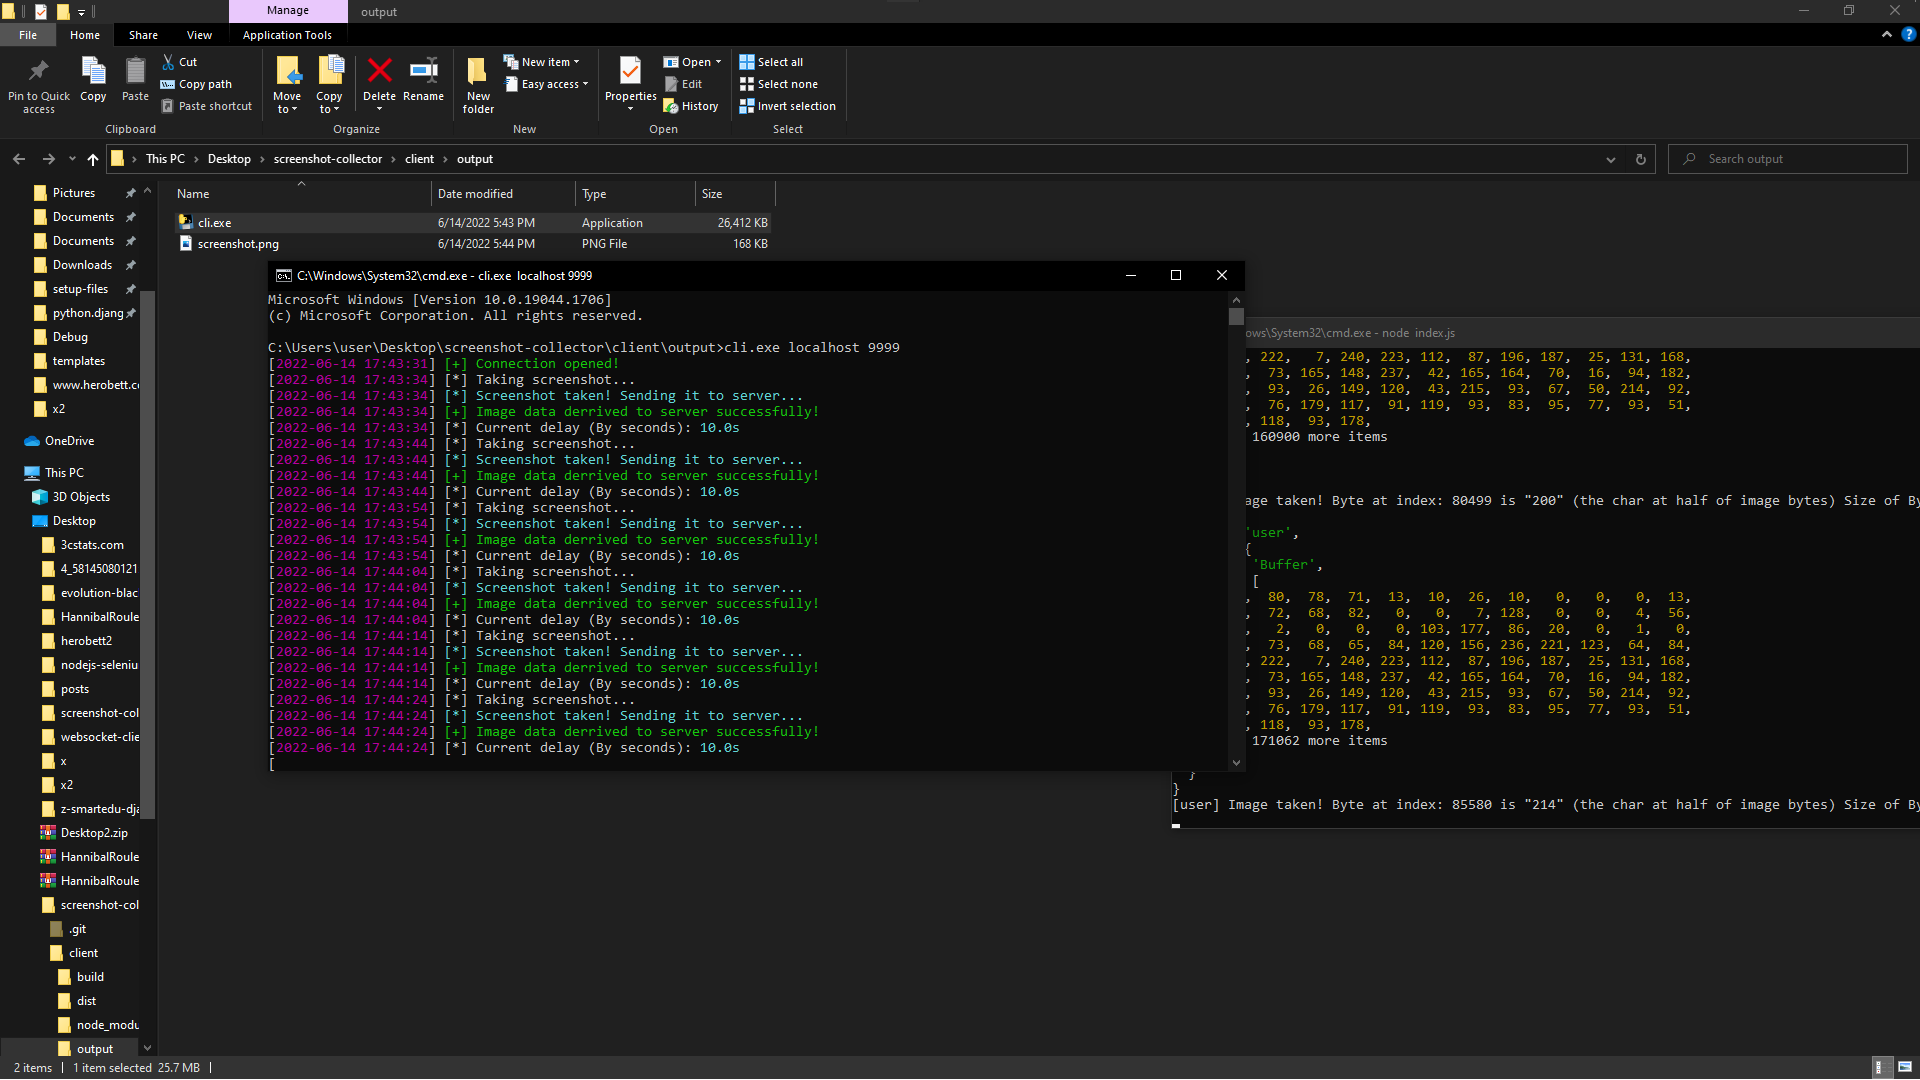 Manage
output
File
Home
Share
View
Application Tools
Pin to Quick
access
Copy
Paste
Cut
Copy path
Paste shortcut
Clipboard
Move
to
Copy
to
Delete
Rename
Organize
New
folder
New item
Easy access
New
Properties
Open
Edit
History
Open
Select all
Select none
Invert selection
Select
This PC
Desktop
screenshot-collector
client
output
Search output
Name
Date modified
Type
Size
cli.exe
6/14/2022 5:43 PM
Application
26,412 KB
screenshot.png
6/14/2022 5:44 PM
PNG File
168 KB
Pictures
Documents
Documents
Downloads
setup-files
python.djang
Debug
templates
www.herobett.c
x2
OneDrive
This PC
3D Objects
Desktop
3cstats.com
4_58145080121
evolution-blac
HannibalRoule
herobett2
nodejs-seleniu
posts
screenshot-col
websocket-clie
x
x2
z-smartedu-dja
Desktop2.zip
HannibalRoule
HannibalRoule
screenshot-col
.git
client
build
dist
node_modu
output
2 items
1 item selected 25.7 MB
C:\Windows\System32\cmd.exe - cli.exe localhost 9999
Microsoft Windows [Version 10.0.19044.1706]
(c) Microsoft Corporation. All rights reserved.
C:\Users\user\Desktop\screenshot-collector\client\output>cli.exe localhost 9999
[2022-06-14 17:43:31] [+] Connection opened!
[2022-06-14 17:43:34] [*] Taking screenshot...
[2022-06-14 17:43:34] [*] Screenshot taken! Sending it to server...
[2022-06-14 17:43:34] [+] Image data derrived to server successfully!
[2022-06-14 17:43:34] [*] Current delay (By seconds): 10.0s
[2022-06-14 17:43:44] [*] Taking screenshot...
[2022-06-14 17:43:44] [*] Screenshot taken! Sending it to server...
[2022-06-14 17:43:44] [+] Image data derrived to server successfully!
[2022-06-14 17:43:44] [*] Current delay (By seconds): 10.0s
[2022-06-14 17:43:54] [*] Taking screenshot...
[2022-06-14 17:43:54] [*] Screenshot taken! Sending it to server...
[2022-06-14 17:43:54] [+] Image data derrived to server successfully!
[2022-06-14 17:43:54] [*] Current delay (By seconds): 10.0s
[2022-06-14 17:44:04] [*] Taking screenshot...
[2022-06-14 17:44:04] [*] Screenshot taken! Sending it to server...
[2022-06-14 17:44:04] [+] Image data derrived to server successfully!
[2022-06-14 17:44:04] [*] Current delay (By seconds): 10.0s
[2022-06-14 17:44:14] [*] Taking screenshot...
[2022-06-14 17:44:14] [*] Screenshot taken! Sending it to server...
[2022-06-14 17:44:14] [+] Image data derrived to server successfully!
[2022-06-14 17:44:14] [*] Current delay (By seconds): 10.0s
[2022-06-14 17:44:24] [*] Taking screenshot...
[2022-06-14 17:44:24] [*] Screenshot taken! Sending it to server...
[2022-06-14 17:44:24] [+] Image data derrived to server successfully!
[2022-06-14 17:44:24] [*] Current delay (By seconds): 10.0s
[
ows\System32\cmd.exe - node index.js
, 222, 7, 240, 223, 112, 87, 196, 187, 25, 131, 168,
, 73, 165, 148, 237, 42, 165, 164, 70, 16, 94, 182,
, 93, 26, 149, 120, 43, 215, 93, 67, 50, 214, 92,
, 76, 179, 117, 91, 119, 93, 83, 95, 77, 93, 51,
, 118, 93, 178,
160900 more items
age taken! Byte at index: 80499 is "200" (the char at half of image bytes) Size of By
'user',
{
'Buffer',
[
, 80, 78, 71, 13, 10, 26, 10, 0, 0, 0, 13,
, 72, 68, 82, 0, 0, 7, 128, 0, 0, 4, 56,
, 2, 0, 0, 0, 103, 177, 86, 20, 0, 1, 0,
, 73, 68, 65, 84, 120, 156, 236, 221, 123, 64, 84,
, 222, 7, 240, 223, 112, 87, 196, 187, 25, 131, 168,
, 73, 165, 148, 237, 42, 165, 164, 70, 16, 94, 182,
, 93, 26, 149, 120, 43, 215, 93, 67, 50, 214, 92,
, 76, 179, 117, 91, 119, 93, 83, 95, 77, 93, 51,
, 118, 93, 178,
171062 more items
}
}
[user] Image taken! Byte at index: 85580 is "214" (the char at half of image bytes) Size of By